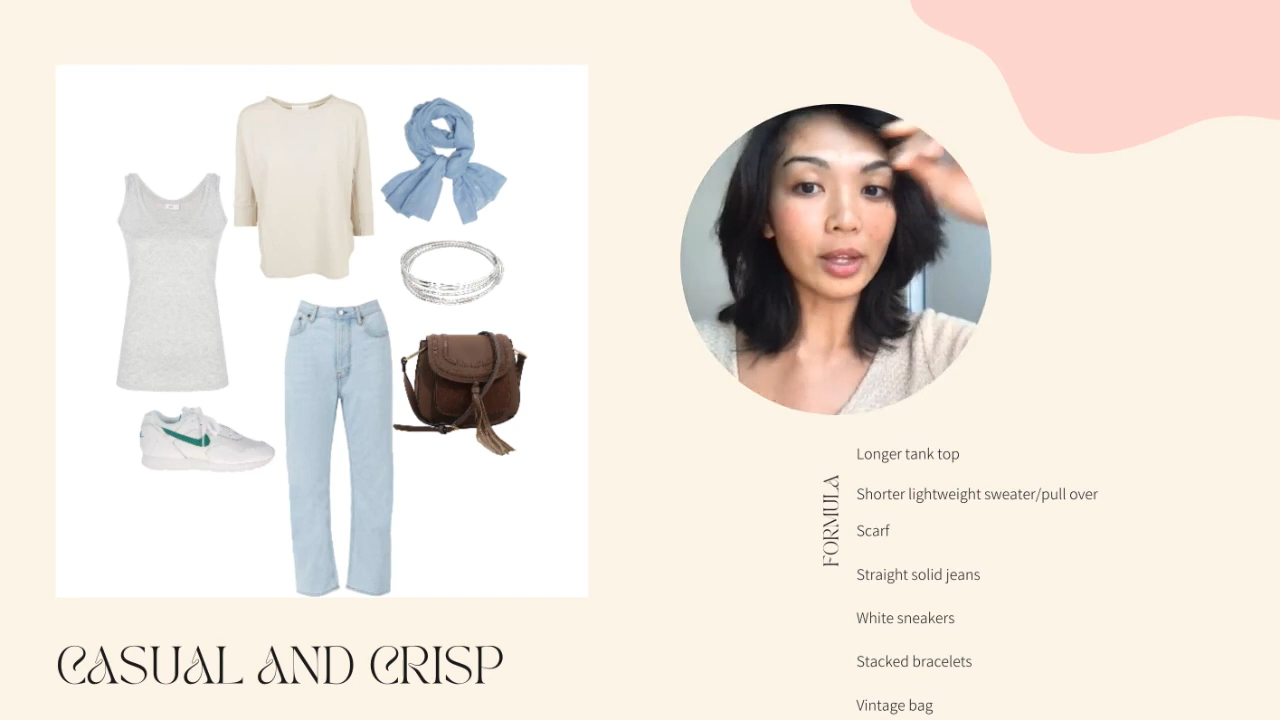 CASUAL AND CRISP
FORMULA
Longer tank top
Shorter lightweight sweater/pull over
Scarf
Straight solid jeans
White sneakers
Stacked bracelets
Vintage bag